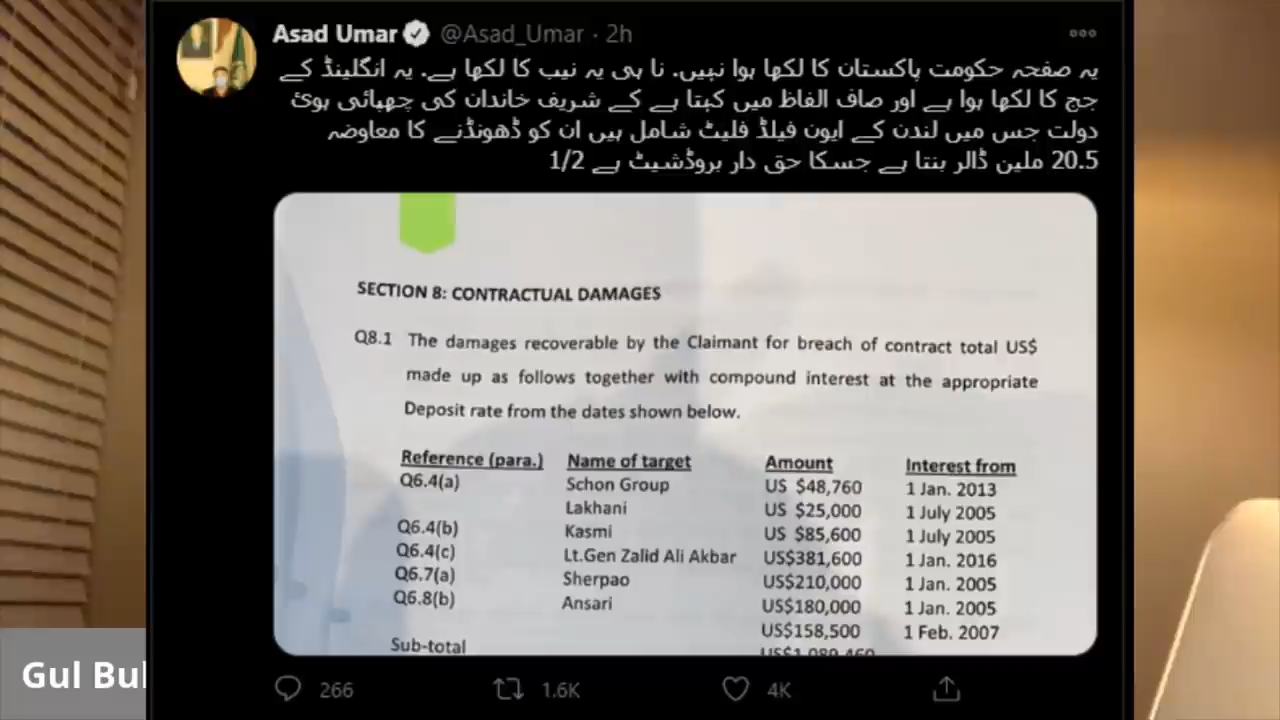 Asad Umar @Asad_Umar · 2h
یہ صفحہ حکومت پاکستان کا لکھا ہوا نہیں. نا ہی یہ نیب کا لکھا ہے. یہ انگلینڈ کے
جج کا لکھا ہوا ہے اور صاف الفاظ میں کہتا ہے کے شریف خاندان کی چھپائی ہوئ
دولت جس میں لندن کے ایون فیلڈ فلیٹ شامل ہیں ان کو ڈھونڈنے کا معاوضہ
20.5 ملین ڈالر بنتا ہے جسکا حق دار بروڈشیٹ ہے 1/2
SECTION 8: CONTRACTUAL DAMAGES
Q8.1 The damages recoverable by the Claimant for breach of contract total US$
made up as follows together with compound interest at the appropriate
Deposit rate from the dates shown below.
Reference (para.) Name of target Amount Interest from
Q6.4(a) Schon Group US $48,760 1 Jan. 2013
Lakhani US $25,000 1 July 2005
Q6.4(b) Kasmi US $85,600 1 July 2005
Q6.4(c) Lt.Gen Zalid Ali Akbar US$381,600 1 Jan. 2016
Q6.7(a) Sherpao US$210,000 1 Jan. 2005
Q6.8(b) Ansari US$180,000 1 Jan. 2005
US$158,500 1 Feb. 2007
Sub-total US$1,089,460
266 1.6K 4K
Gul Bu